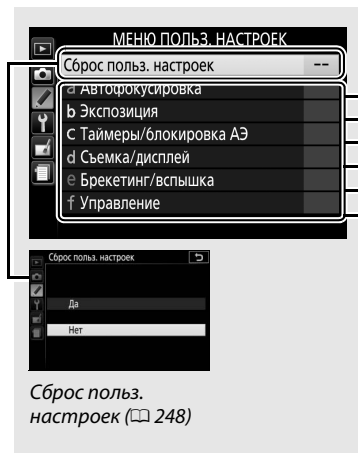 МЕНЮ ПОЛЬЗ. НАСТРОЕК
Сброс польз. настроек --
a Автофокусировка
b Экспозиция
c Таймеры/блокировка АЭ
d Съемка/дисплей
e Брекетинг/вспышка
f Управление
Сброс польз. настроек
Да
Нет
Сброс польз.
настроек (🕮 248)